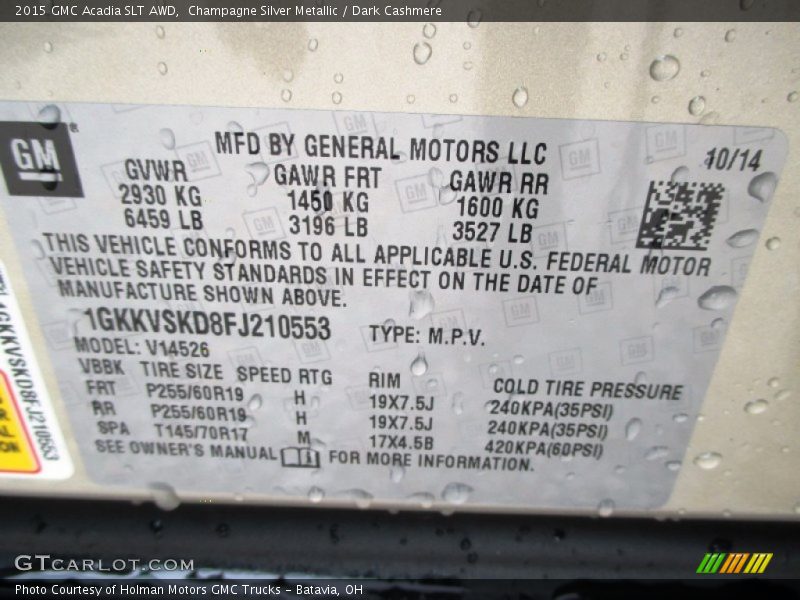 2015 GMC Acadia SLT AWD,  Champagne Silver Metallic / Dark Cashmere
GM®
MFD BY GENERAL MOTORS LLC
10/14
GVWR GAWR FRT GAWR RR
2930 KG 1450 KG 1600 KG
6459 LB 3196 LB 3527 LB
THIS VEHICLE CONFORMS TO ALL APPLICABLE U.S. FEDERAL MOTOR
VEHICLE SAFETY STANDARDS IN EFFECT ON THE DATE OF
MANUFACTURE SHOWN ABOVE.
1GKKVSKD8FJ210553 TYPE: M.P.V.
MODEL: V14526
VBBK TIRE SIZE SPEED RTG RIM COLD TIRE PRESSURE
FRT P255/60R19 H 19X7.5J 240KPA(35PSI)
RR P255/60R19 H 19X7.5J 240KPA(35PSI)
SPA T145/70R17 M 17X4.5B 420KPA(60PSI)
SEE OWNER'S MANUAL FOR MORE INFORMATION.
1GKKVSKD8FJ210553
GTCARLOT.COM
Photo Courtesy of Holman Motors GMC Trucks - Batavia, OH